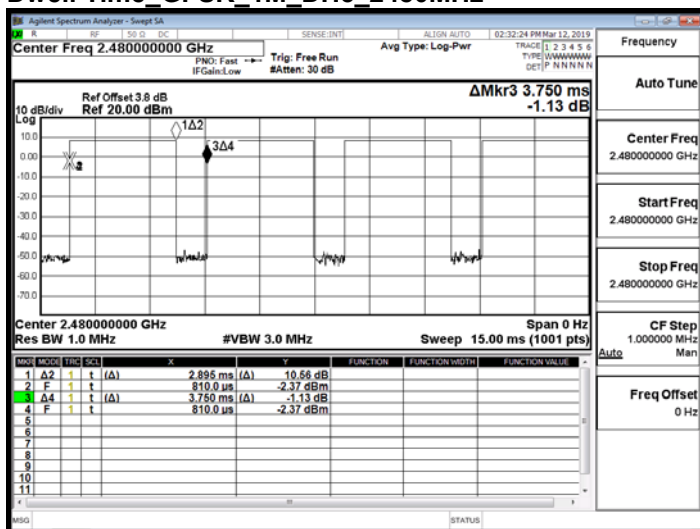 Agilent Spectrum Analyzer - Swept SA
R RF 50 Ω DC SENSE:INT ALIGN AUTO 02:32:24 PM Mar 12, 2019
Center Freq 2.480000000 GHz
PNO: Fast
IFGain:Low
Trig: Free Run
#Atten: 30 dB
Avg Type: Log-Pwr
TRACE 1 2 3 4 5 6
TYPE WWWWWW
DET P N N N N N
Frequency
Ref Offset 3.8 dB
10 dB/div Ref 20.00 dBm
Log
ΔMkr3 3.750 ms
-1.13 dB
Auto Tune
1Δ2
3Δ4
10.0
0.00
-10.0
-20.0
-30.0
-40.0
-50.0
-60.0
-70.0
Center Freq
2.480000000 GHz
Start Freq
2.480000000 GHz
Stop Freq
2.480000000 GHz
Center 2.480000000 GHz Span 0 Hz
Res BW 1.0 MHz #VBW 3.0 MHz Sweep 15.00 ms (1001 pts)
CF Step
1.000000 MHz
Auto Man
Freq Offset
0 Hz
MKR MODE TRC SCL X Y FUNCTION FUNCTION WIDTH FUNCTION VALUE
1 Δ2 1 t (Δ) 2.895 ms (Δ) 10.56 dB
2 F 1 t 810.0 µs -2.37 dBm
3 Δ4 1 t (Δ) 3.750 ms (Δ) -1.13 dB
4 F 1 t 810.0 µs -2.37 dBm
5
6
7
8
9
10
11
MSG STATUS